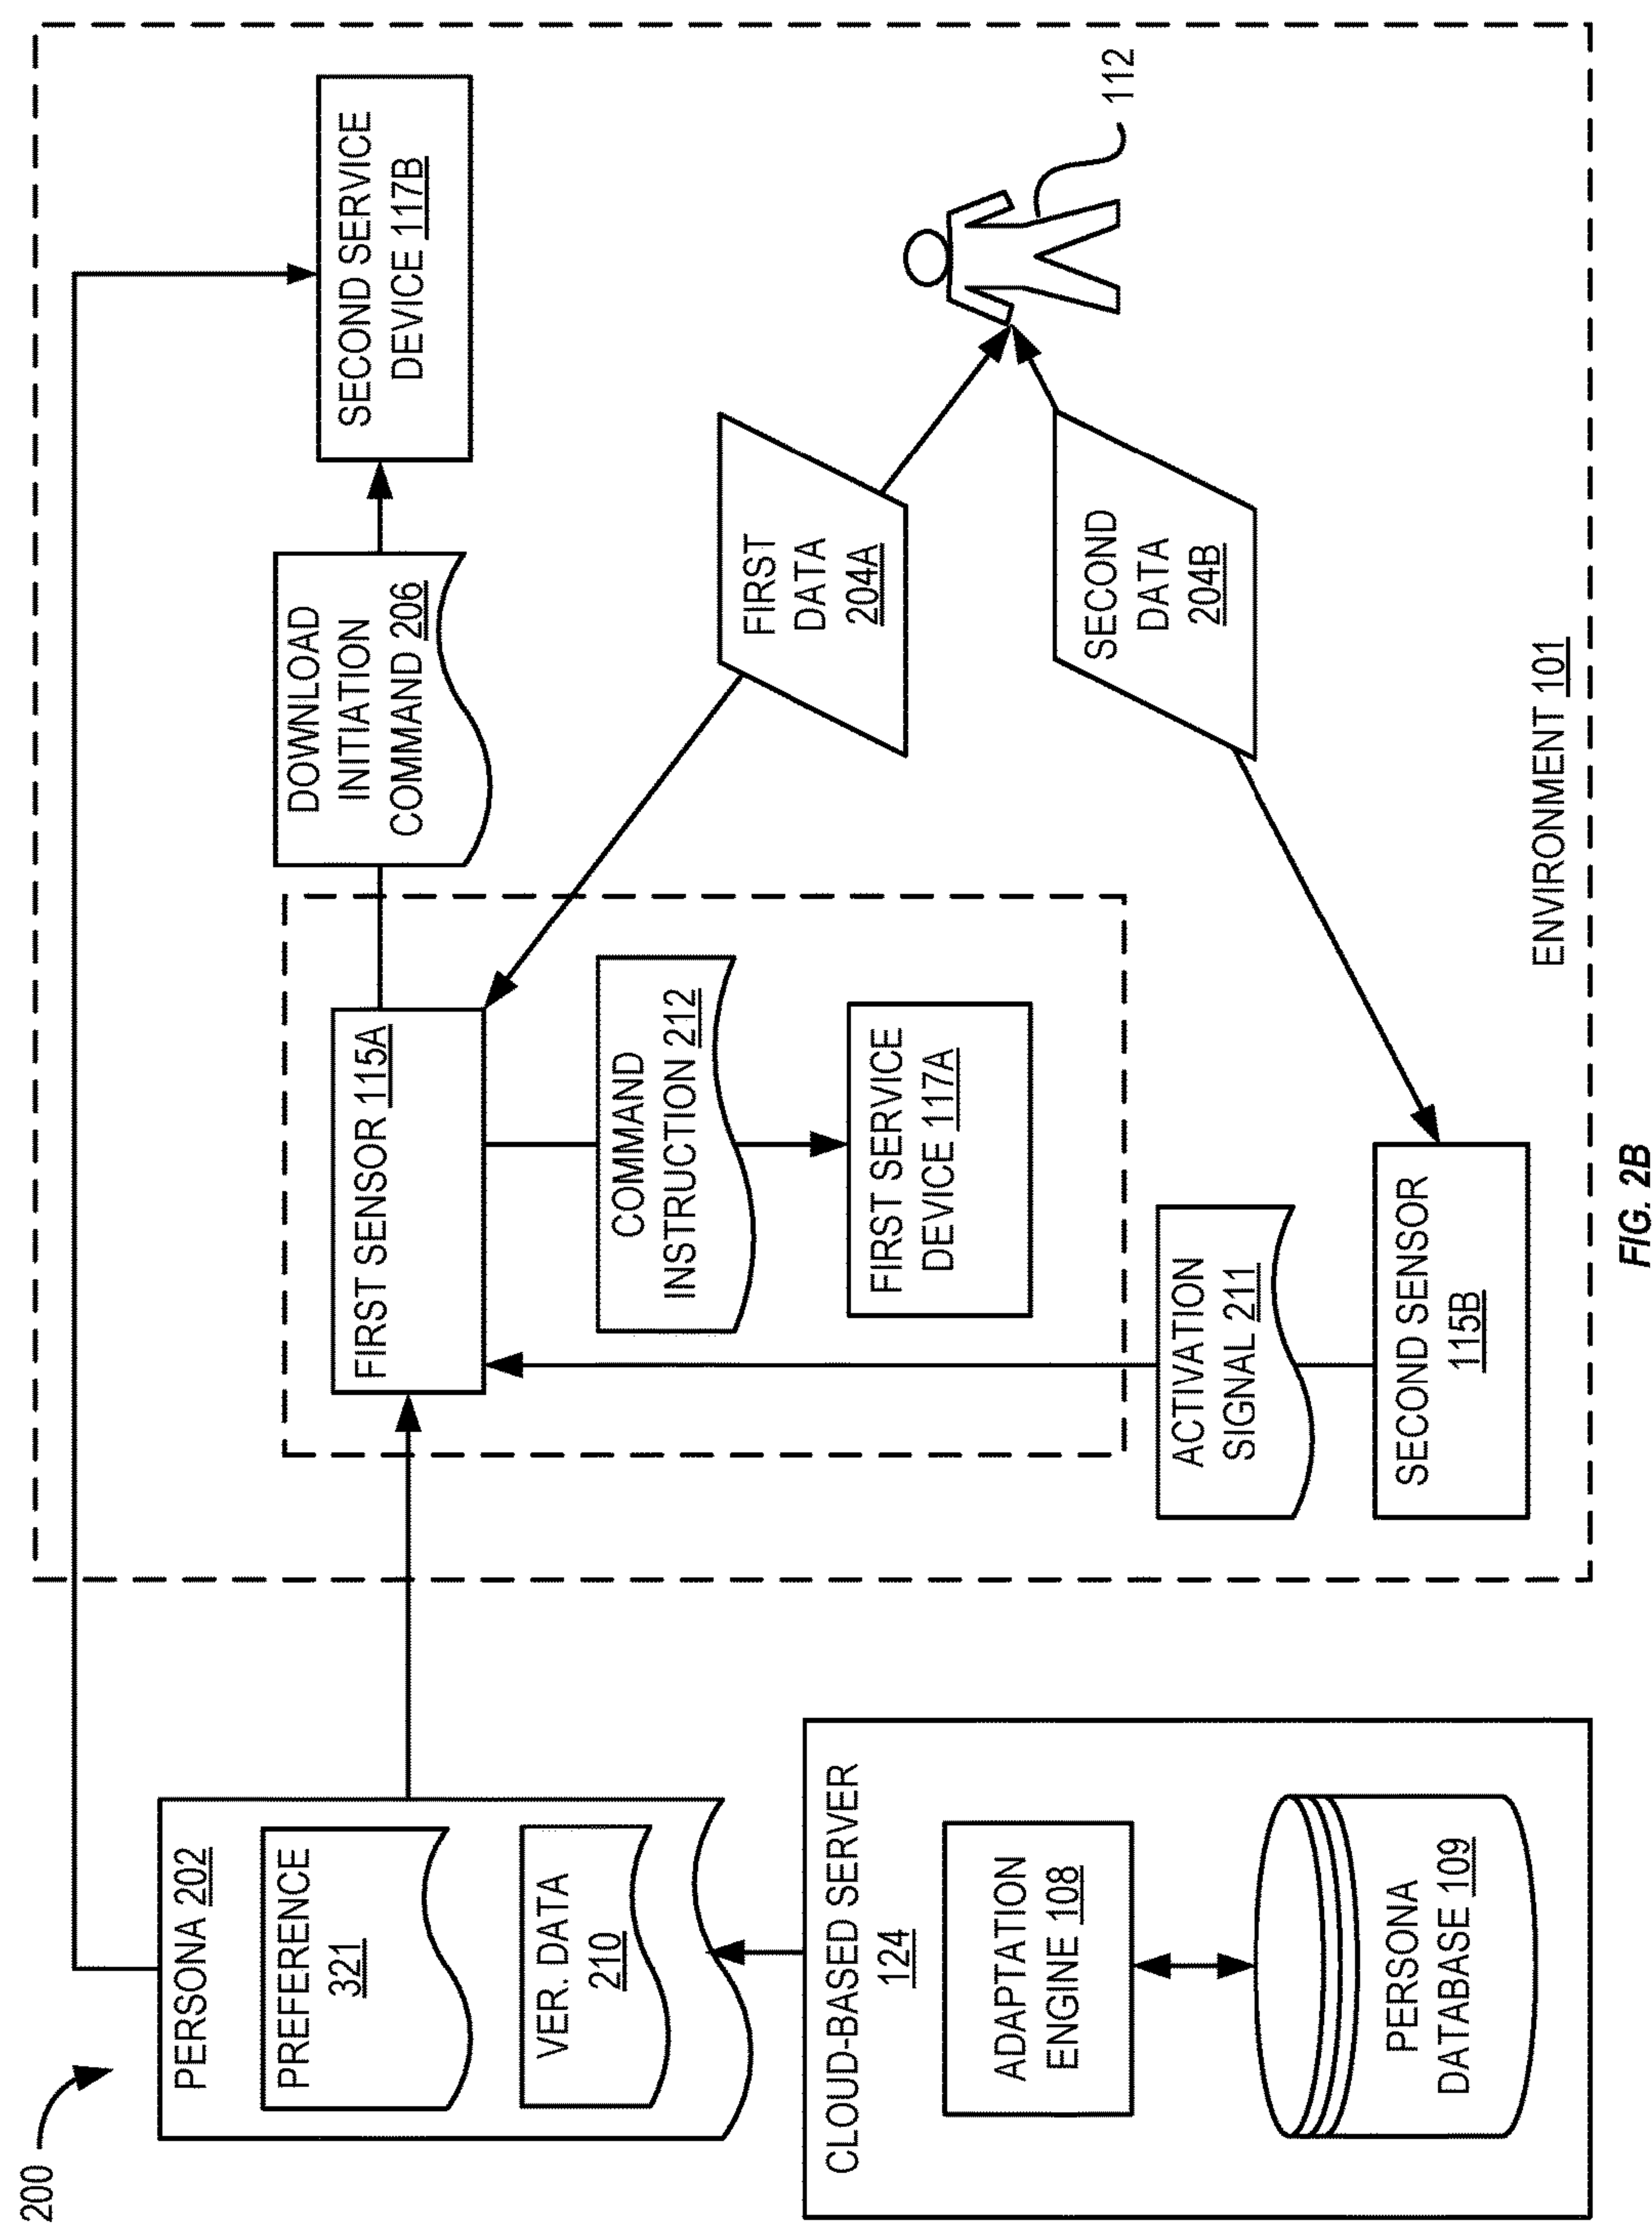 200
PERSONA 202
PREFERENCE
321
VER. DATA
210
CLOUD-BASED SERVER
124
ADAPTATION
ENGINE 108
PERSONA
DATABASE 109
DOWNLOAD
INITIATION
COMMAND 206
SECOND SERVICE
DEVICE 117B
FIRST SENSOR 115A
COMMAND
INSTRUCTION 212
FIRST SERVICE
DEVICE 117A
FIRST
DATA
204A
112
SECOND
DATA
204B
ACTIVATION
SIGNAL 211
SECOND SENSOR
115B
ENVIRONMENT 101
FIG. 2B